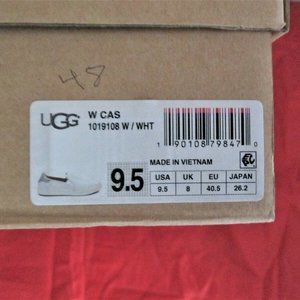 48
UGG
W CAS
1019108 W / WHT
1 90108 79847 0
MADE IN VIETNAM
9.5
USA UK EU JAPAN
9.5 8 40.5 26.2